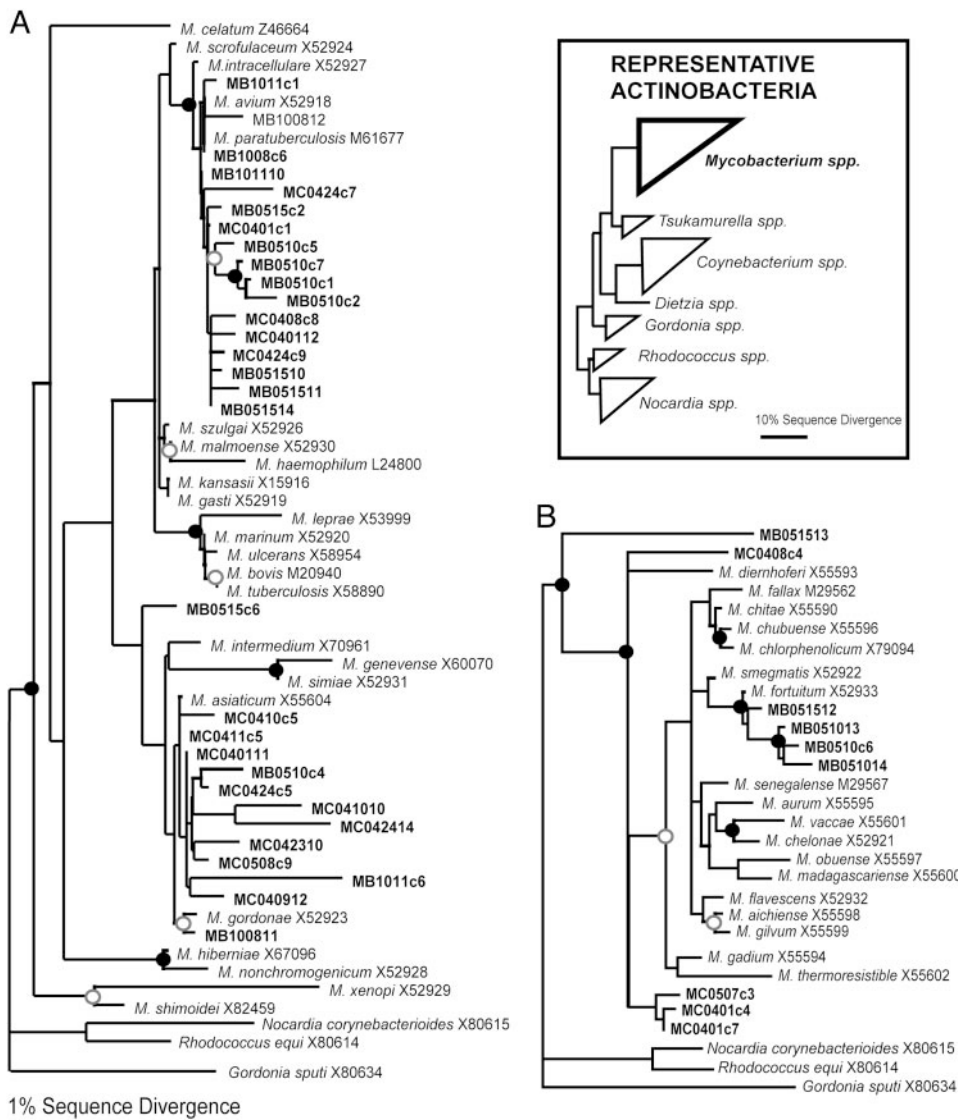 A
M. celatum Z46664
M. scrofulaceum X52924
M.intracellulare X52927
MB1011c1
M. avium X52918
MB100812
M. paratuberculosis M61677
MB1008c6
MB101110
MC0424c7
MB0515c2
MC0401c1
MB0510c5
MB0510c7
MB0510c1
MB0510c2
MC0408c8
MC040112
MC0424c9
MB051510
MB051511
MB051514
M. szulgai X52926
M. malmoense X52930
M. haemophilum L24800
M. kansasii X15916
M. gasti X52919
M. leprae X53999
M. marinum X52920
M. ulcerans X58954
M. bovis M20940
M. tuberculosis X58890
MB0515c6
M. intermedium X70961
M. genevense X60070
M. simiae X52931
M. asiaticum X55604
MC0410c5
MC0411c5
MC040111
MB0510c4
MC0424c5
MC041010
MC042414
MC042310
MC0508c9
MB1011c6
MC040912
M. gordonae X52923
MB100811
M. hiberniae X67096
M. nonchromogenicum X52928
M. xenopi X52929
M. shimoidei X82459
Nocardia corynebacterioides X80615
Rhodococcus equi X80614
Gordonia sputi X80634
1% Sequence Divergence
REPRESENTATIVE
ACTINOBACTERIA
Mycobacterium spp.
Tsukamurella spp.
Coynebacterium spp.
Dietzia spp.
Gordonia spp.
Rhodococcus spp.
Nocardia spp.
10% Sequence Divergence
B
MB051513
MC0408c4
M. diernhoferi X55593
M. fallax M29562
M. chitae X55590
M. chubuense X55596
M. chlorphenolicum X79094
M. smegmatis X52922
M. fortuitum X52933
MB051512
MB051013
MB0510c6
MB051014
M. senegalense M29567
M. aurum X55595
M. vaccae X55601
M. chelonae X52921
M. obuense X55597
M. madagascariense X55600
M. flavescens X52932
M. aichiense X55598
M. gilvum X55599
M. gadium X55594
M. thermoresistible X55602
MC0507c3
MC0401c4
MC0401c7
Nocardia corynebacterioides X80615
Rhodococcus equi X80614
Gordonia sputi X80634